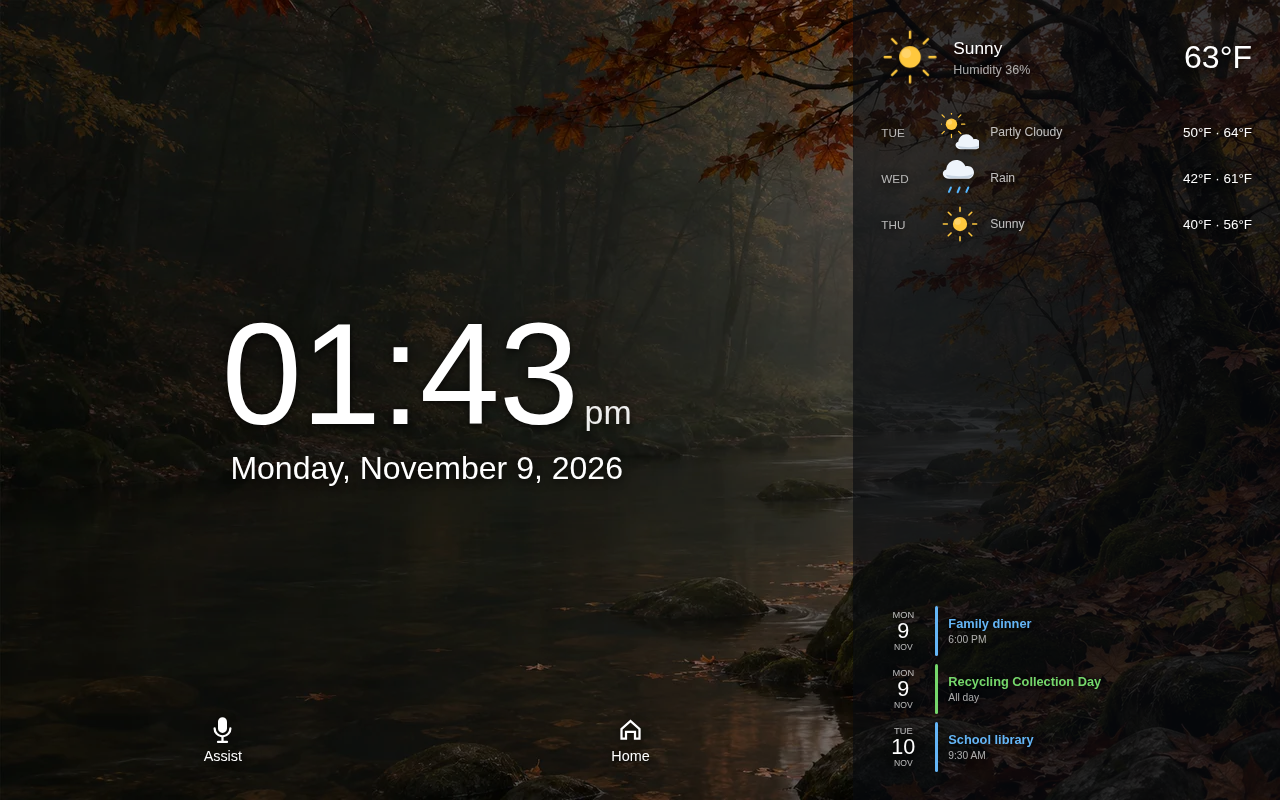 01:43 pm
Monday, November 9, 2026
Assist
Home
Sunny
Humidity 36%
63°F
TUE Partly Cloudy 50°F · 64°F
WED Rain 42°F · 61°F
THU Sunny 40°F · 56°F
MON
9
NOV
Family dinner
6:00 PM
MON
9
NOV
Recycling Collection Day
All day
TUE
10
NOV
School library
9:30 AM